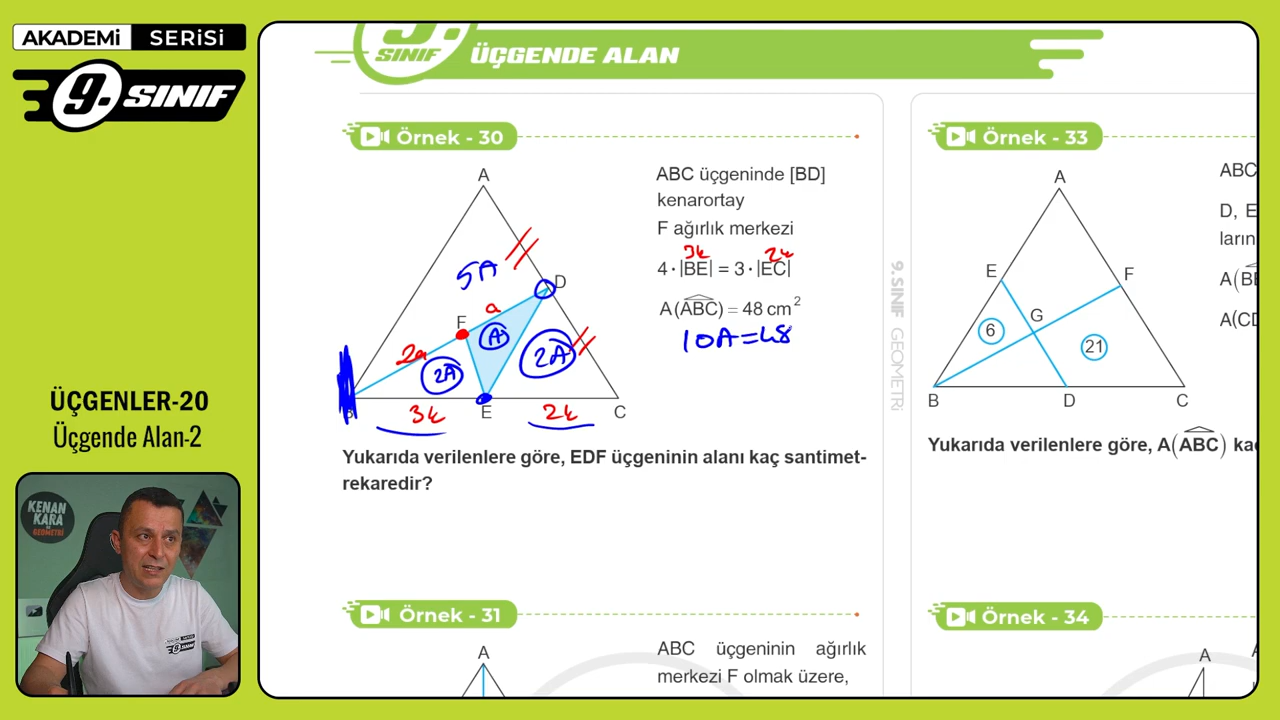 AKADEMİ SERİSİ
9. SINIF
ÜÇGENLER-20
Üçgende Alan-2
KENAN
KARA
GEOMETRİ
SINIF ÜÇGENDE ALAN
Örnek - 30
A
5A
D
a
F
A
2a
2A
2A
3k
E
2k
C
ABC üçgeninde [BD]
kenarortay
F ağırlık merkezi
3k 2k
4·|BE| = 3·|EC|
A(ABC) = 48 cm²
10A=48
Yukarıda verilenlere göre, EDF üçgeninin alanı kaç santimet-
rekaredir?
Örnek - 31
A
ABC üçgeninin ağırlık
merkezi F olmak üzere,
9.SINIF GEOMETRİ
Örnek - 33
A
E
F
G
6
21
B
D
C
ABC
D, E
ların
A(BE
A(CD
Yukarıda verilenlere göre, A(ABC) ka
Örnek - 34
A